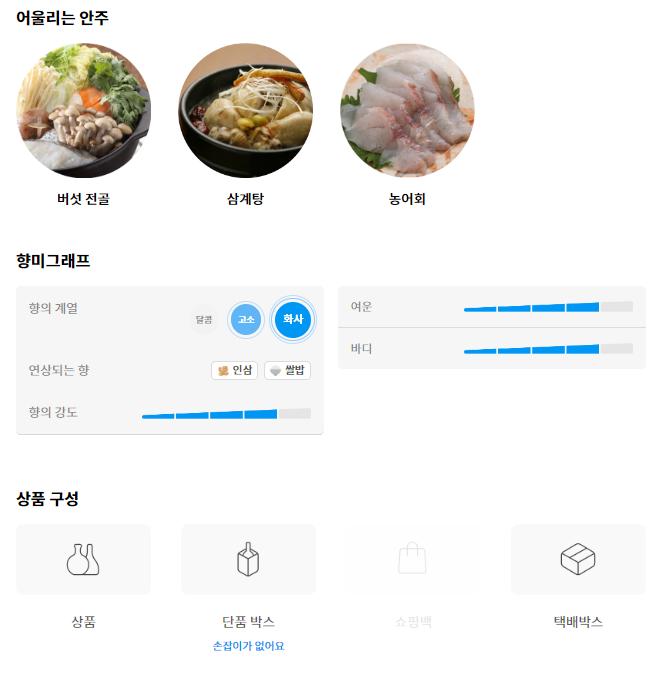 어울리는 안주
버섯 전골
삼계탕
농어회
향미그래프
향의 계열
달콤
고소
화사
연상되는 향
인삼
쌀밥
향의 강도
여운
바디
상품 구성
상품
단품 박스
손잡이가 없어요
쇼핑백
택배박스